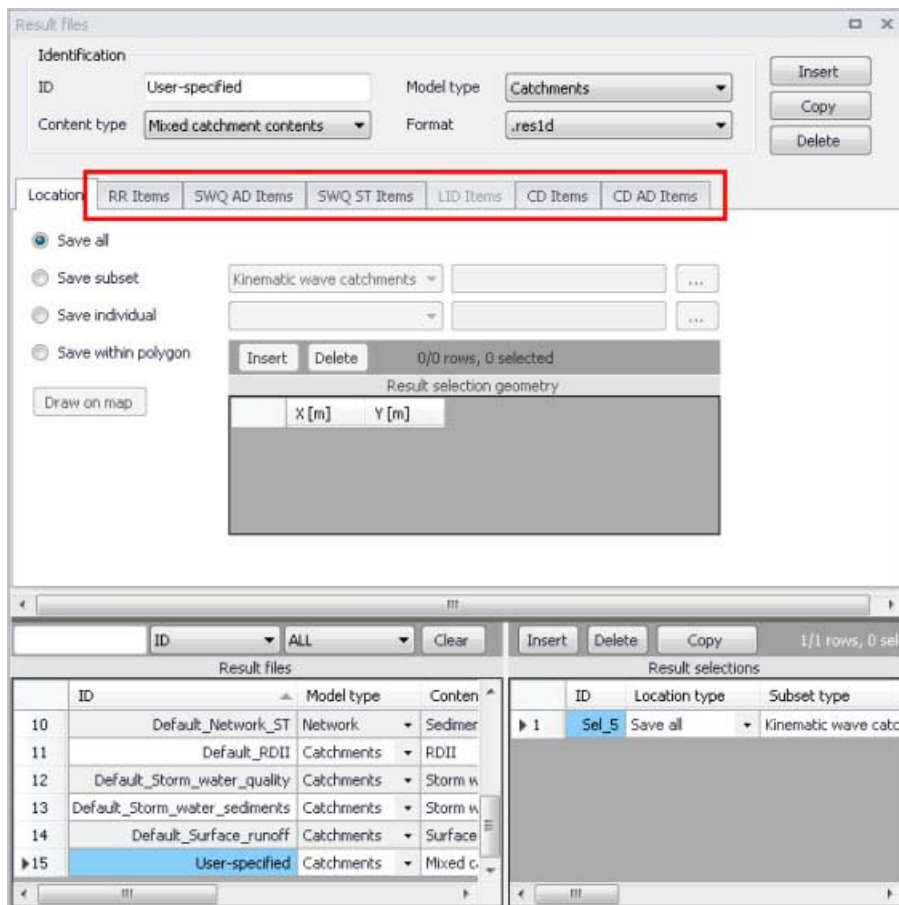 Result files
Identification
ID User-specified Model type Catchments Insert
Content type Mixed catchment contents Format .res1d Copy
Delete
Location RR Items SWQ AD Items SWQ ST Items LID Items CD Items CD AD Items
Save all
Save subset Kinematic wave catchments ...
Save individual ...
Save within polygon Insert Delete 0/0 rows, 0 selected
Draw on map Result selection geometry
X [m] Y [m]
ID ALL Clear Insert Delete Copy 1/1 rows, 0 sel
Result files Result selections
ID Model type Conten ID Location type Subset type
10 Default_Network_ST Network Sedimer 1 Sel_5 Save all Kinematic wave catc
11 Default_RDII Catchments RDII
12 Default_Storm_water_quality Catchments Storm w
13 Default_Storm_water_sediments Catchments Storm w
14 Default_Surface_runoff Catchments Surface
15 User-specified Catchments Mixed c